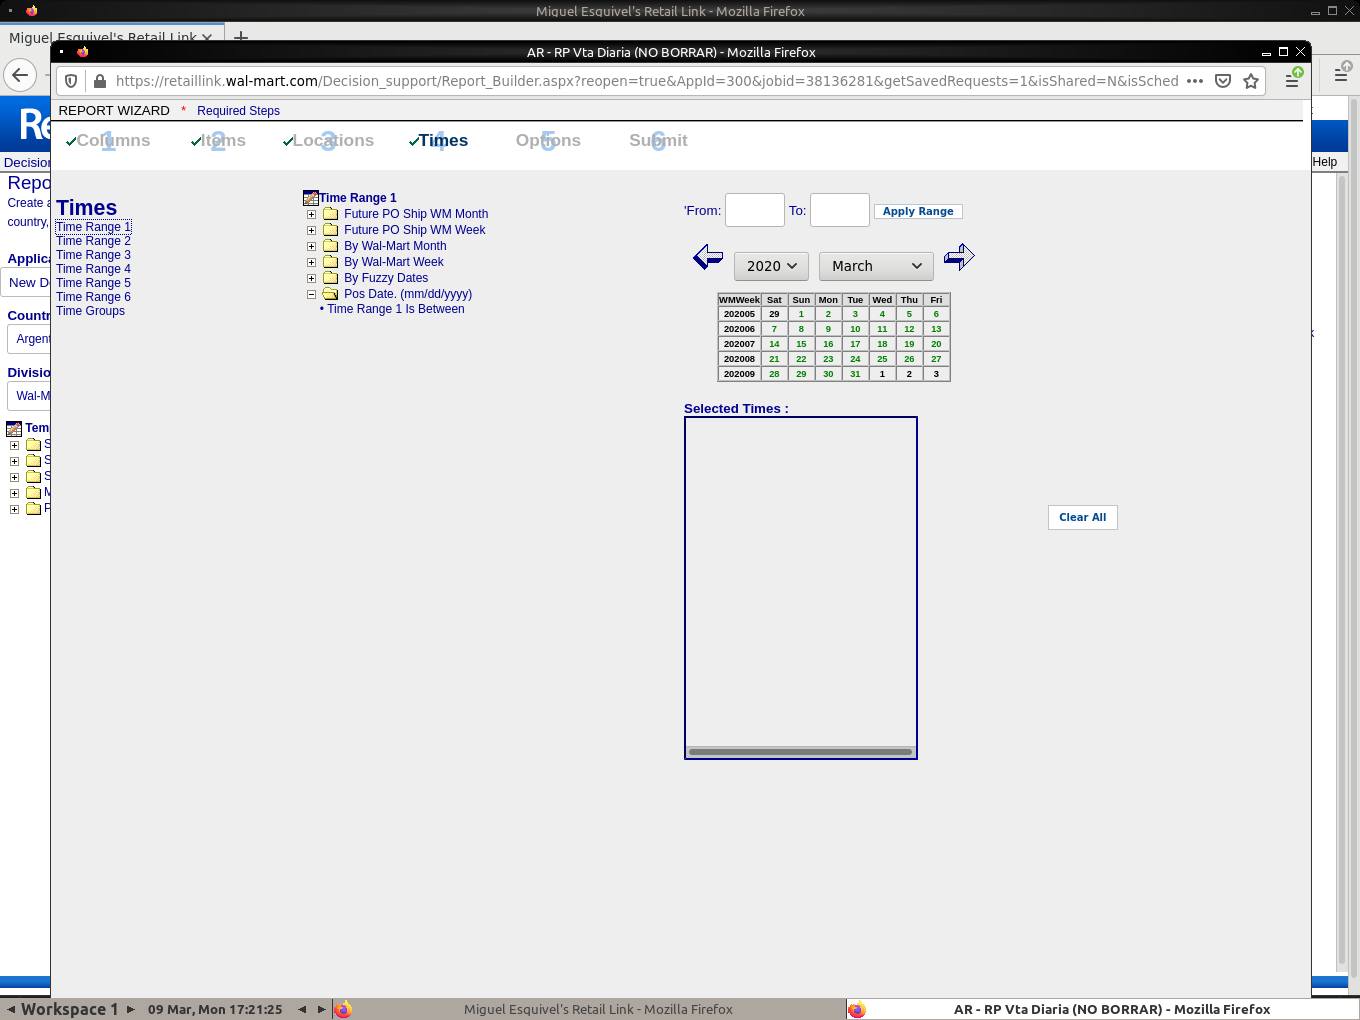 Miguel Esquivel's Retail Link - Mozilla Firefox
Miguel Esquivel's Retail Link
AR - RP Vta Diaria (NO BORRAR) - Mozilla Firefox
https://retaillink.wal-mart.com/Decision_support/Report_Builder.aspx?reopen=true&AppId=300&jobid=38136281&getSavedRequests=1&isShared=N&isSched
REPORT WIZARD * Required Steps
Columns 1 Items 2 Locations 3 Times 4 Options 5 Submit 6
Decision
Help
Repo
Create a
country,
Applica
New De
Countr
Argent
Divisio
Wal-M
Tem
S
S
S
M
P
Times
Time Range 1
Time Range 2
Time Range 3
Time Range 4
Time Range 5
Time Range 6
Time Groups
Time Range 1
Future PO Ship WM Month
Future PO Ship WM Week
By Wal-Mart Month
By Wal-Mart Week
By Fuzzy Dates
Pos Date. (mm/dd/yyyy)
• Time Range 1 Is Between
'From: To: Apply Range
2020 March
WMWeek Sat Sun Mon Tue Wed Thu Fri
202005 29 1 2 3 4 5 6
202006 7 8 9 10 11 12 13
202007 14 15 16 17 18 19 20
202008 21 22 23 24 25 26 27
202009 28 29 30 31 1 2 3
Selected Times :
Clear All
Workspace 1 09 Mar, Mon 17:21:25 Miguel Esquivel's Retail Link - Mozilla Firefox AR - RP Vta Diaria (NO BORRAR) - Mozilla Firefox